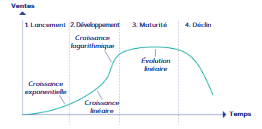 Ventes
1. Lancement
2. Développement
3. Maturité
4. Déclin
Croissance
logarithmique
Évolution
linéaire
Croissance
exponentielle
Croissance
linéaire
Temps